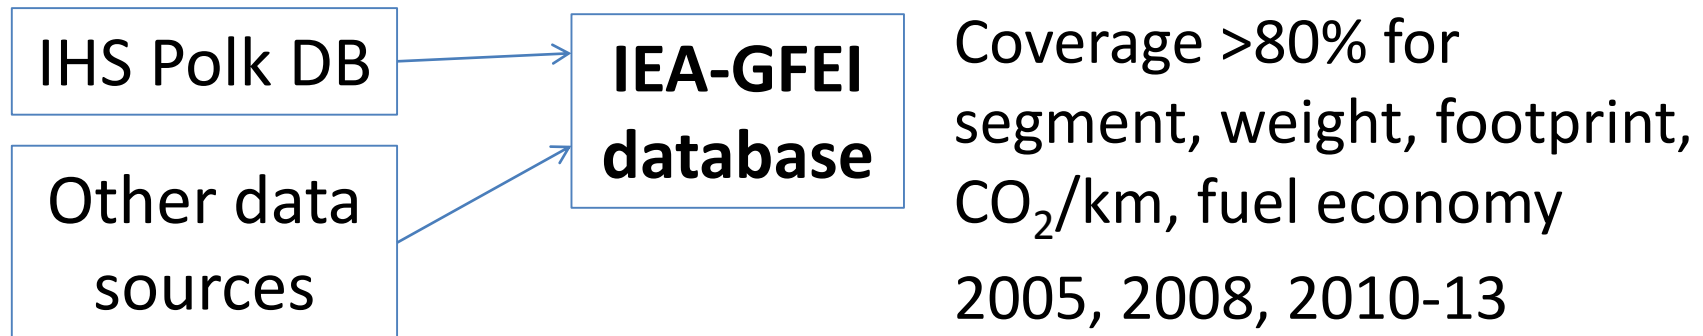 IHS Polk DB
Other data
sources
IEA-GFEI
database
Coverage >80% for
segment, weight, footprint,
CO₂/km, fuel economy
2005, 2008, 2010-13